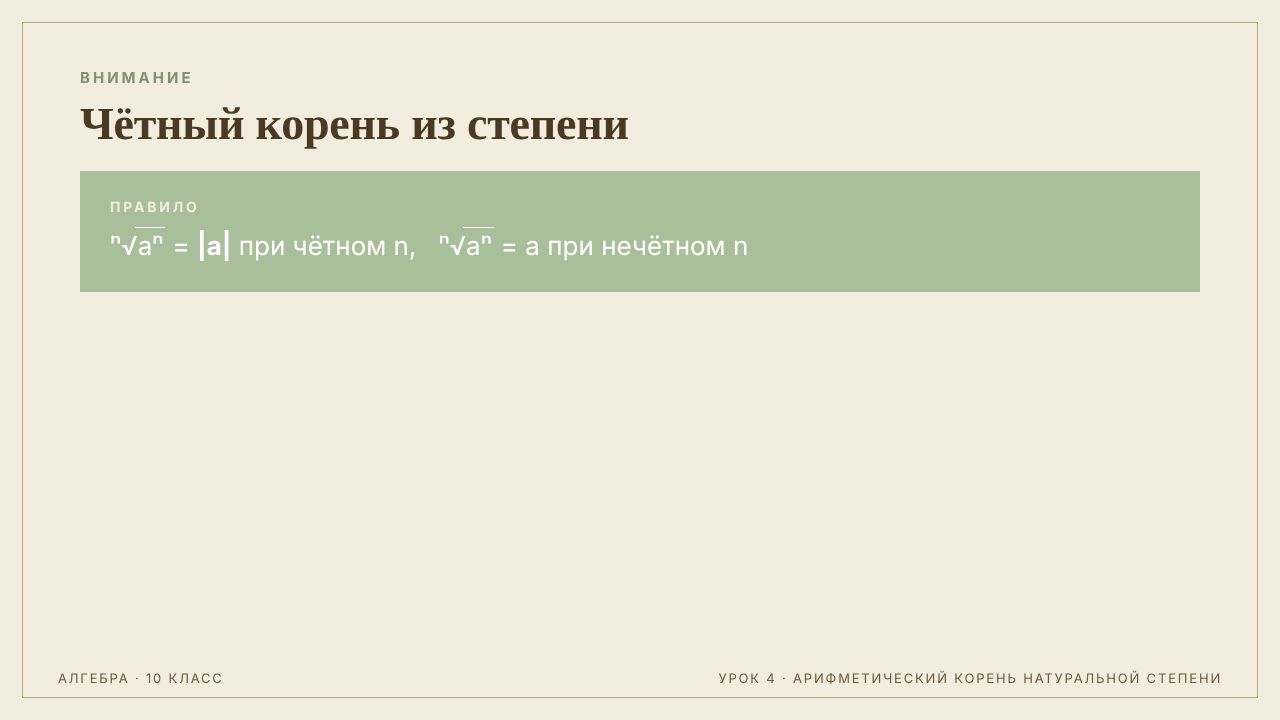 ВНИМАНИЕ
Чётный корень из степени
ПРАВИЛО
ⁿ√aⁿ = |a| при чётном n, ⁿ√aⁿ = a при нечётном n
АЛГЕБРА · 10 КЛАСС
УРОК 4 · АРИФМЕТИЧЕСКИЙ КОРЕНЬ НАТУРАЛЬНОЙ СТЕПЕНИ